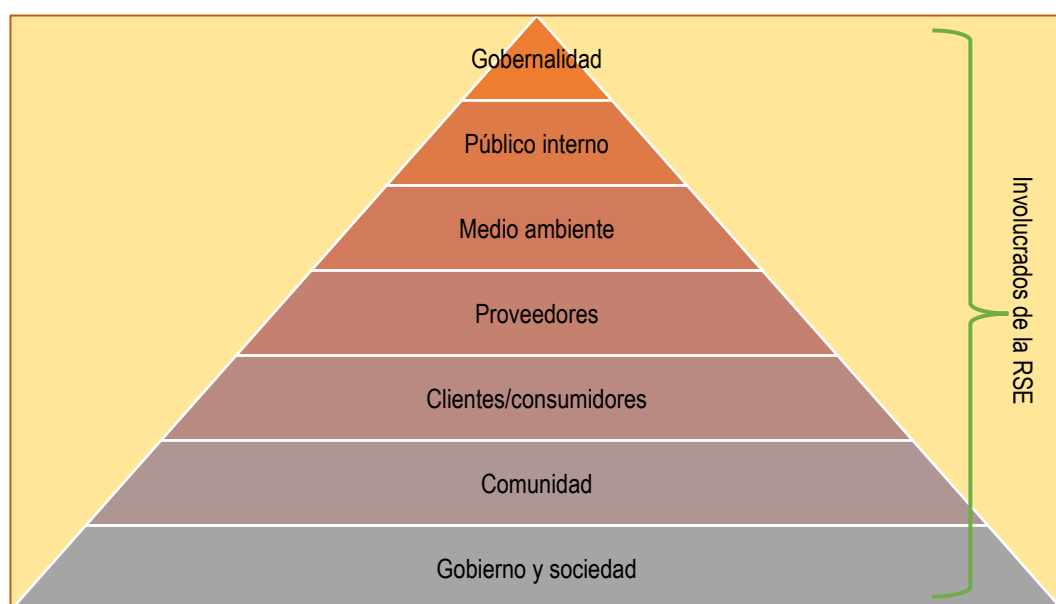 Gobernalidad
Público interno
Medio ambiente
Proveedores
Clientes/consumidores
Comunidad
Gobierno y sociedad
Involucrados de la RSE